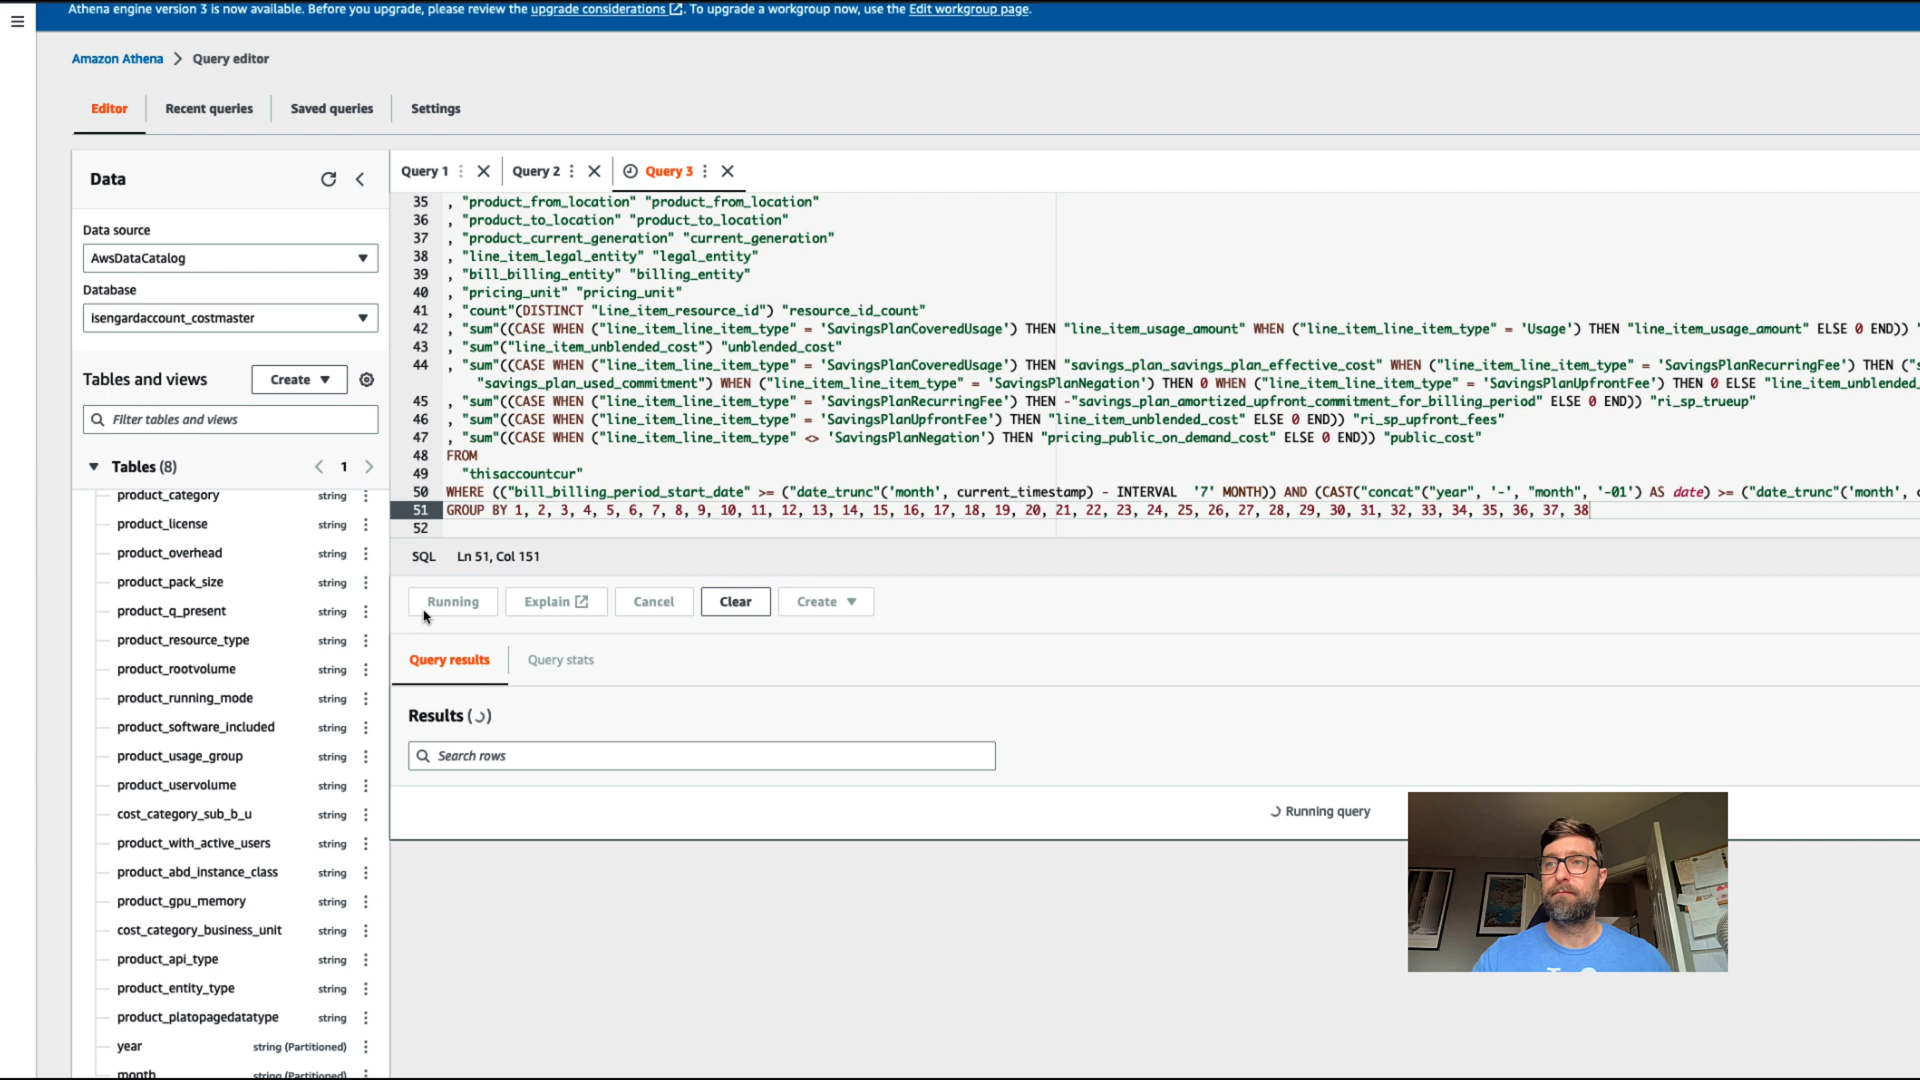 Athena engine version 3 is now available. Before you upgrade, please review the upgrade considerations. To upgrade a workgroup now, use the Edit workgroup page.
Amazon Athena > Query editor
Editor
Recent queries
Saved queries
Settings
Data
Data source
AwsDataCatalog
Database
isengardaccount_costmaster
Tables and views
Create
Filter tables and views
Tables (8)
1
product_category string
product_license string
product_overhead string
product_pack_size string
product_q_present string
product_resource_type string
product_rootvolume string
product_running_mode string
product_software_included string
product_usage_group string
product_uservolume string
cost_category_sub_b_u string
product_with_active_users string
product_abd_instance_class string
product_gpu_memory string
cost_category_business_unit string
product_api_type string
product_entity_type string
product_platopagedatatype string
year string (Partitioned)
month string (Partitioned)
Query 1
Query 2
Query 3
35 , "product_from_location" "product_from_location"
36 , "product_to_location" "product_to_location"
37 , "product_current_generation" "current_generation"
38 , "line_item_legal_entity" "legal_entity"
39 , "bill_billing_entity" "billing_entity"
40 , "pricing_unit" "pricing_unit"
41 , "count"(DISTINCT "Line_item_resource_id") "resource_id_count"
42 , "sum"((CASE WHEN ("line_item_line_item_type" = 'SavingsPlanCoveredUsage') THEN "line_item_usage_amount" WHEN ("line_item_line_item_type" = 'Usage') THEN "line_item_usage_amount" ELSE 0 END)) "
43 , "sum"("line_item_unblended_cost") "unblended_cost"
44 , "sum"((CASE WHEN ("line_item_line_item_type" = 'SavingsPlanCoveredUsage') THEN "savings_plan_savings_plan_effective_cost" WHEN ("line_item_line_item_type" = 'SavingsPlanRecurringFee') THEN ("s
"savings_plan_used_commitment") WHEN ("line_item_line_item_type" = 'SavingsPlanNegation') THEN 0 WHEN ("line_item_line_item_type" = 'SavingsPlanUpfrontFee') THEN 0 ELSE "line_item_unblended_
45 , "sum"((CASE WHEN ("line_item_line_item_type" = 'SavingsPlanRecurringFee') THEN -"savings_plan_amortized_upfront_commitment_for_billing_period" ELSE 0 END)) "ri_sp_trueup"
46 , "sum"((CASE WHEN ("line_item_line_item_type" = 'SavingsPlanUpfrontFee') THEN "line_item_unblended_cost" ELSE 0 END)) "ri_sp_upfront_fees"
47 , "sum"((CASE WHEN ("line_item_line_item_type" <> 'SavingsPlanNegation') THEN "pricing_public_on_demand_cost" ELSE 0 END)) "public_cost"
48 FROM
49 "thisaccountcur"
50 WHERE (("bill_billing_period_start_date" >= ("date_trunc"('month', current_timestamp) - INTERVAL '7' MONTH)) AND (CAST("concat"("year", '-', "month", '-01') AS date) >= ("date_trunc"('month', c
51 GROUP BY 1, 2, 3, 4, 5, 6, 7, 8, 9, 10, 11, 12, 13, 14, 15, 16, 17, 18, 19, 20, 21, 22, 23, 24, 25, 26, 27, 28, 29, 30, 31, 32, 33, 34, 35, 36, 37, 38
52
SQL Ln 51, Col 151
Running
Explain
Cancel
Clear
Create
Query results
Query stats
Results
Search rows
Running query